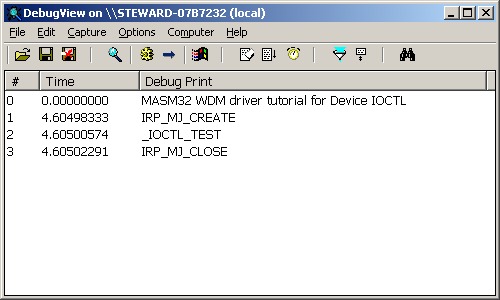 DebugView on \\STEWARD-07B7232 (local)
File Edit Capture Options Computer Help
# Time Debug Print
0 0.00000000 MASM32 WDM driver tutorial for Device IOCTL
1 4.60498333 IRP_MJ_CREATE
2 4.60500574 _IOCTL_TEST
3 4.60502291 IRP_MJ_CLOSE